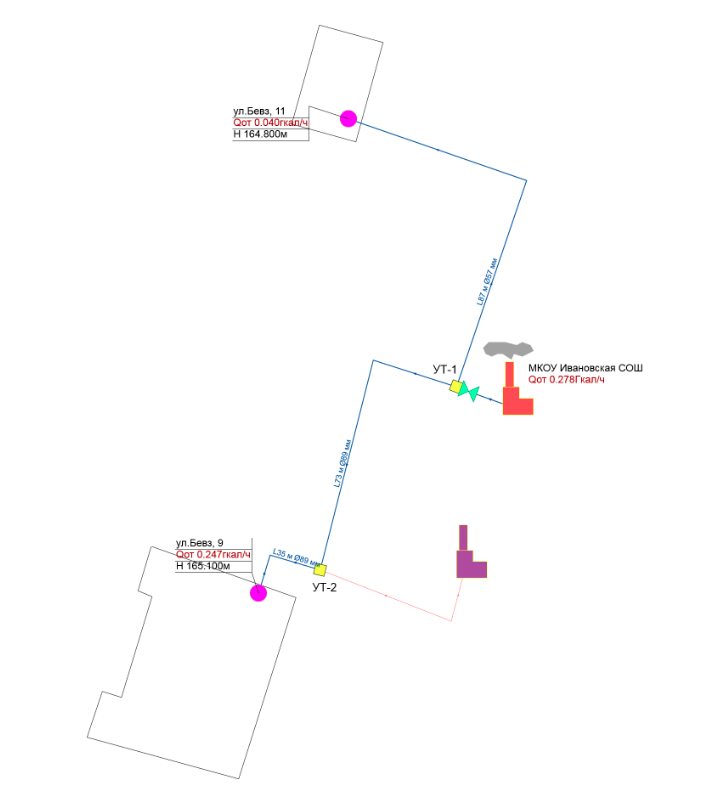 ул.Бевз, 11
Qот 0.040гкал/ч
Н 164.800м
L87 м Ø57 мм
УТ-1
МКОУ Ивановская СОШ
Qот 0.278Гкал/ч
L73 м Ø89 мм
ул.Бевз, 9
Qот 0.247гкал/ч
Н 165.100м
L35 м Ø89 мм
УТ-2